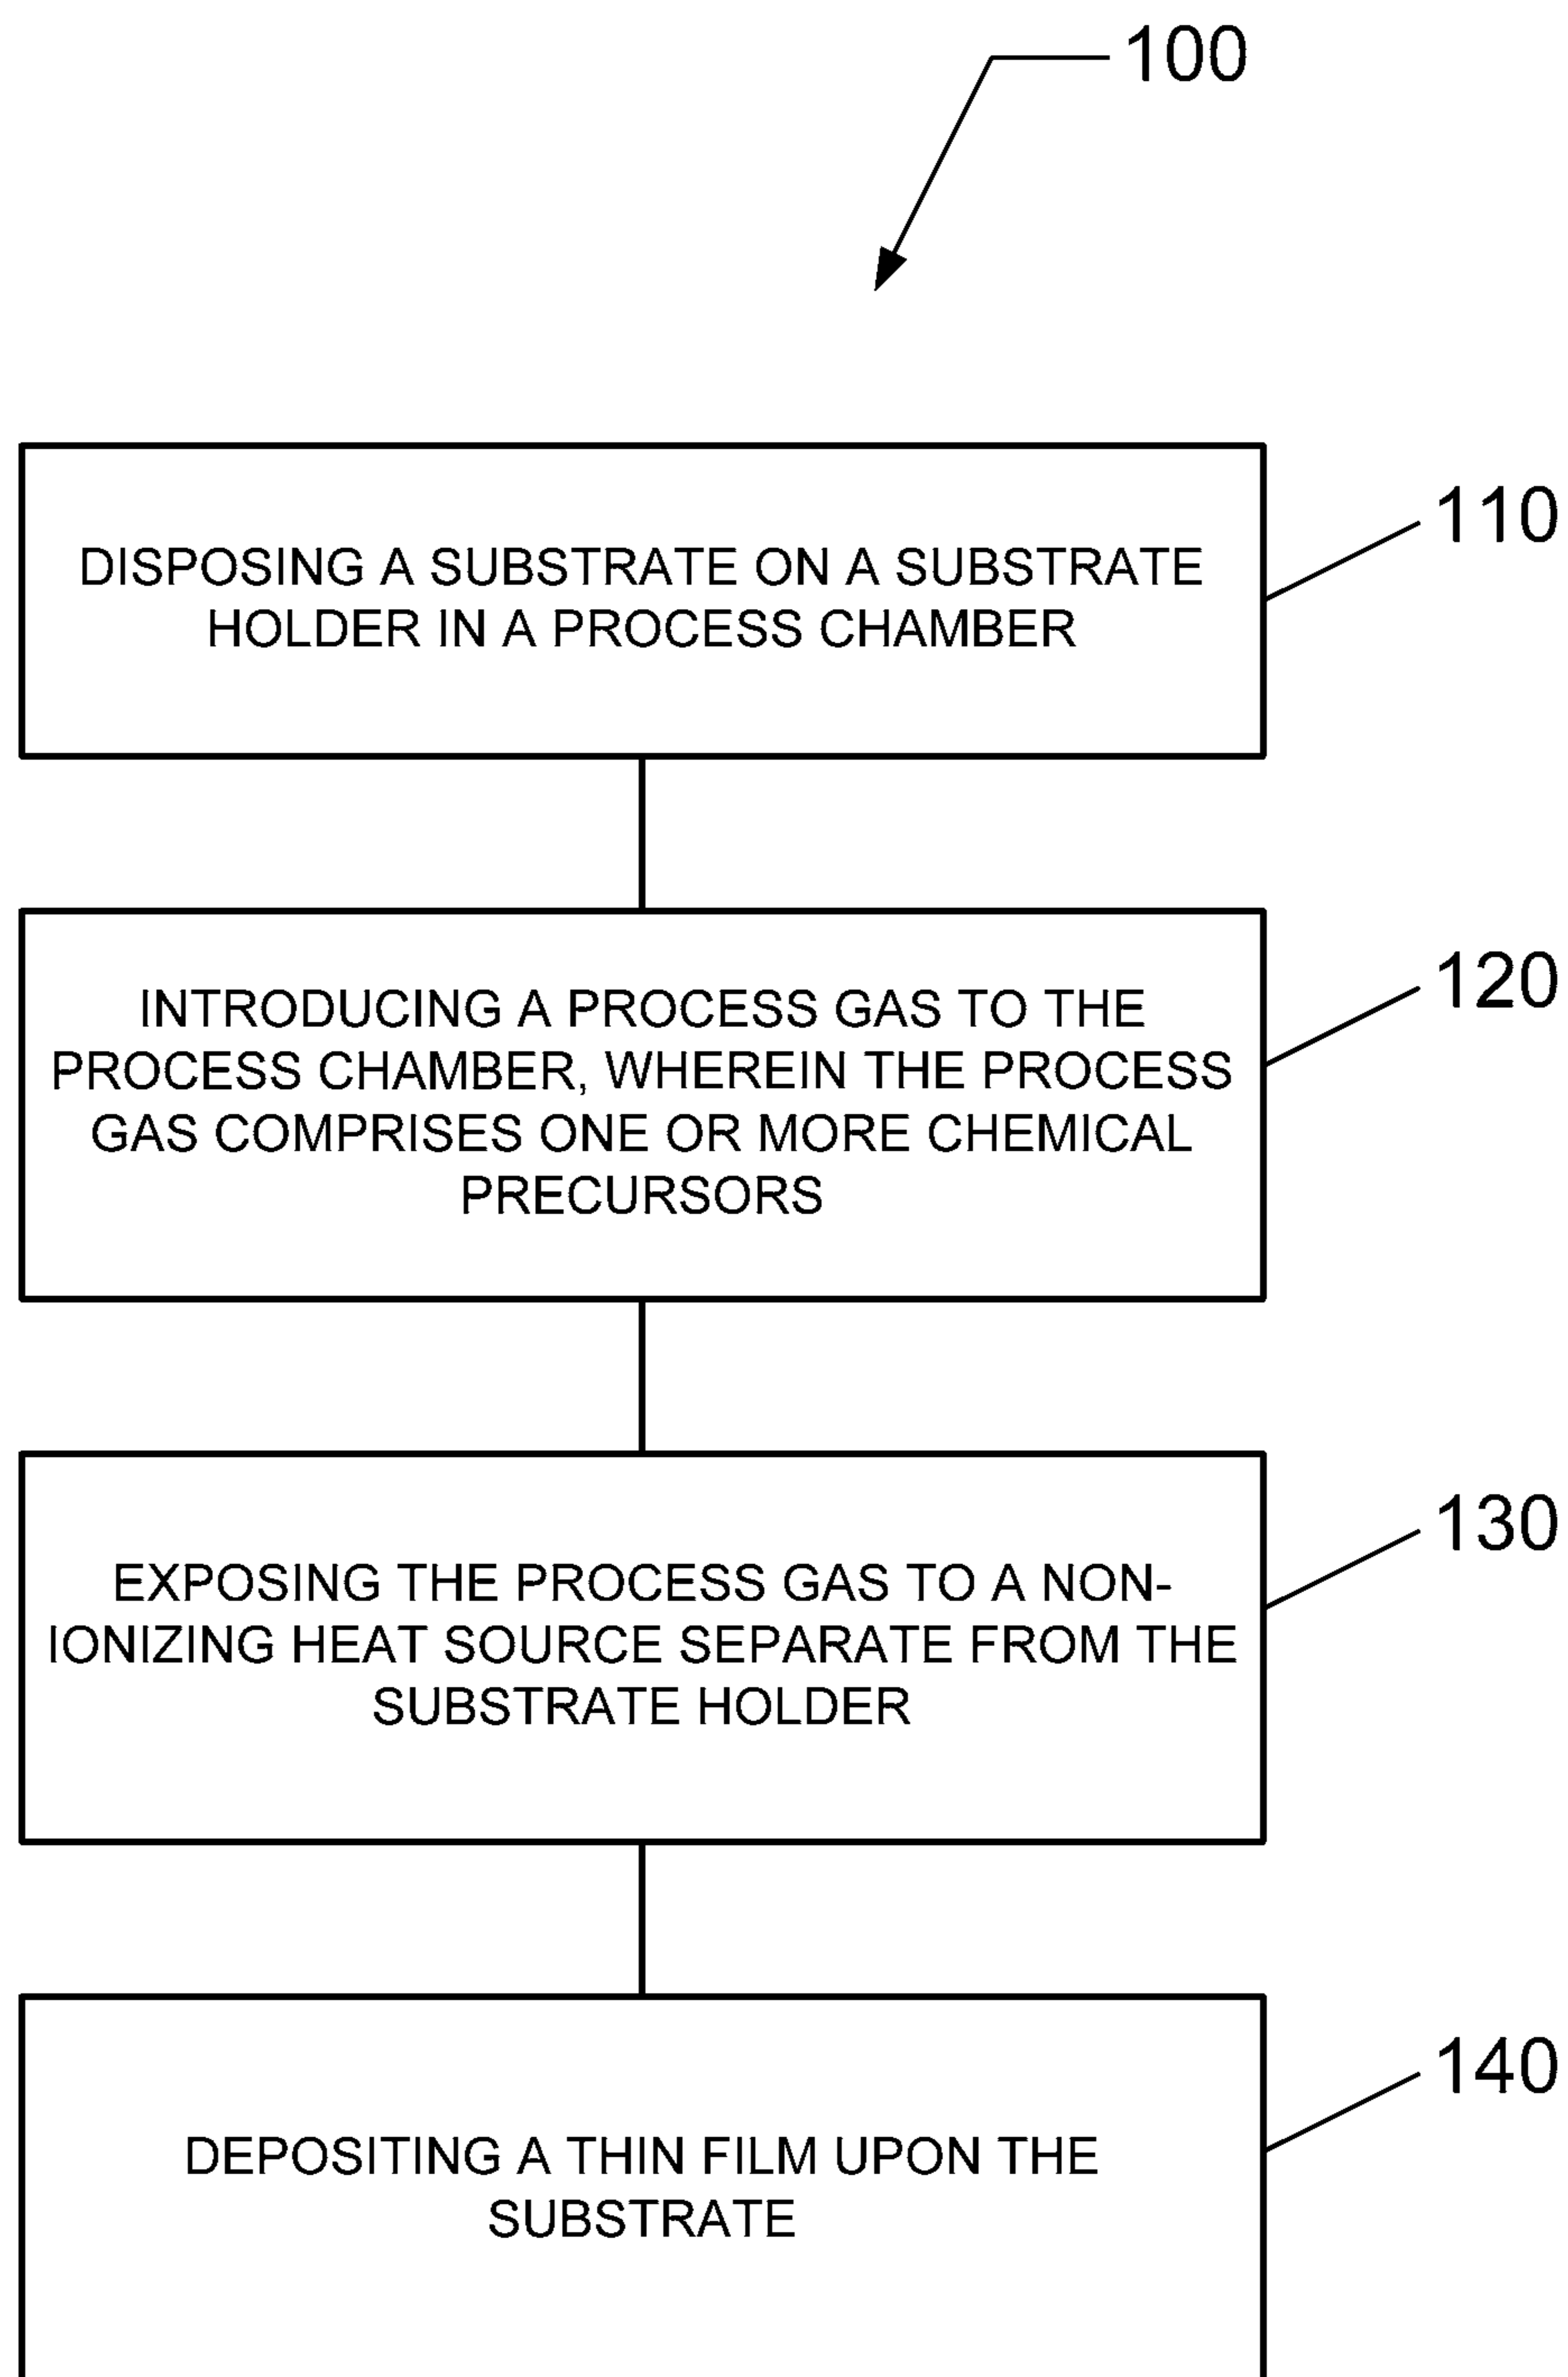 100
DISPOSING A SUBSTRATE ON A SUBSTRATE
HOLDER IN A PROCESS CHAMBER
110
INTRODUCING A PROCESS GAS TO THE
PROCESS CHAMBER, WHEREIN THE PROCESS
GAS COMPRISES ONE OR MORE CHEMICAL
PRECURSORS
120
EXPOSING THE PROCESS GAS TO A NON-
IONIZING HEAT SOURCE SEPARATE FROM THE
SUBSTRATE HOLDER
130
DEPOSITING A THIN FILM UPON THE
SUBSTRATE
140